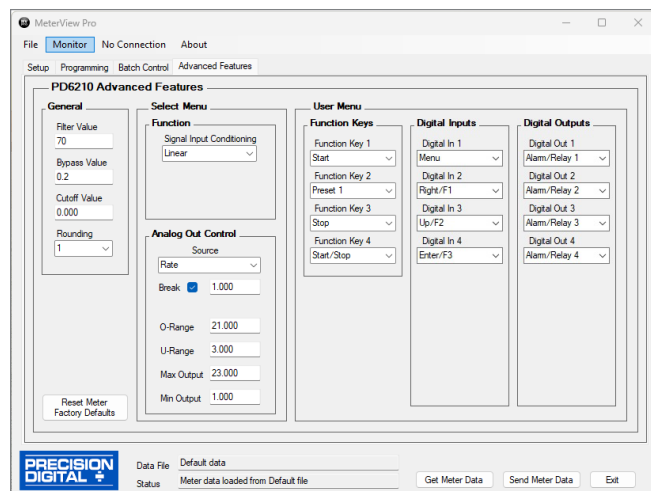 MeterView Pro
File Monitor No Connection About
Setup Programming Batch Control Advanced Features
PD6210 Advanced Features
General
Filter Value
70
Bypass Value
0.2
Cutoff Value
0.000
Rounding
1
Reset Meter
Factory Defaults
Select Menu
Function
Signal Input Conditioning
Linear
Analog Out Control
Source
Rate
Break 1.000
O-Range 21.000
U-Range 3.000
Max Output 23.000
Min Output 1.000
User Menu
Function Keys
Function Key 1
Start
Function Key 2
Preset 1
Function Key 3
Stop
Function Key 4
Start/Stop
Digital Inputs
Digital In 1
Menu
Digital In 2
Right/F1
Digital In 3
Up/F2
Digital In 4
Enter/F3
Digital Outputs
Digital Out 1
Alarm/Relay 1
Digital Out 2
Alarm/Relay 2
Digital Out 3
Alarm/Relay 3
Digital Out 4
Alarm/Relay 4
PRECISION
DIGITAL
Data File Default data
Status Meter data loaded from Default file
Get Meter Data Send Meter Data Exit